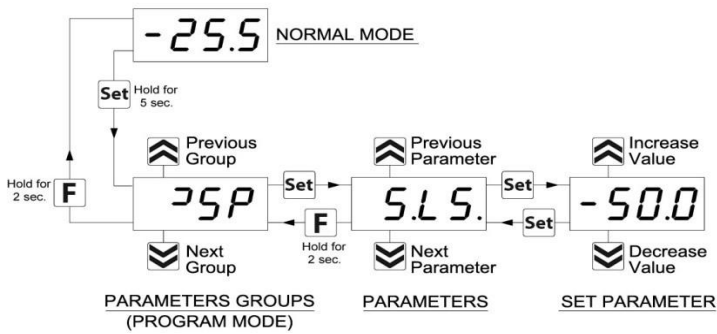 -25.5
NORMAL MODE
Set
Hold for
5 sec.
Previous
Group
Previous
Parameter
Increase
Value
Hold for
2 sec.
F
Set
Set
S.L.S.
-50.0
F
Set
Hold for
2 sec.
Next
Group
Next
Parameter
Decrease
Value
PARAMETERS GROUPS
(PROGRAM MODE)
PARAMETERS
SET PARAMETER